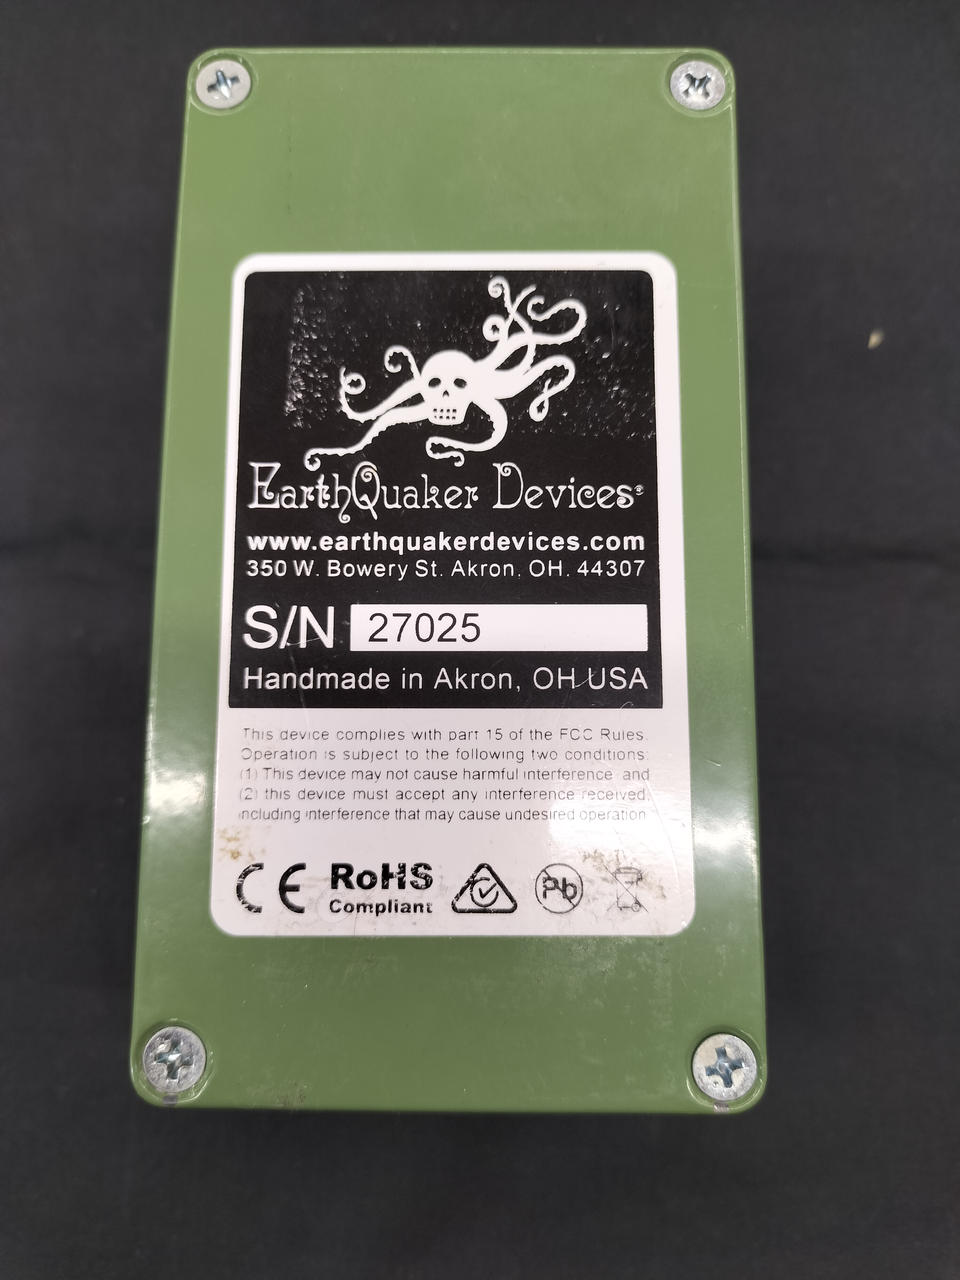 EarthQuaker Devices®
www.earthquakerdevices.com
350 W. Bowery St. Akron, OH. 44307
S/N 27025
Handmade in Akron, OH USA
This device complies with part 15 of the FCC Rules.
Operation is subject to the following two conditions:
(1) This device may not cause harmful interference and
(2) this device must accept any interference received,
including interference that may cause undesired operation
CE RoHS Pb
Compliant